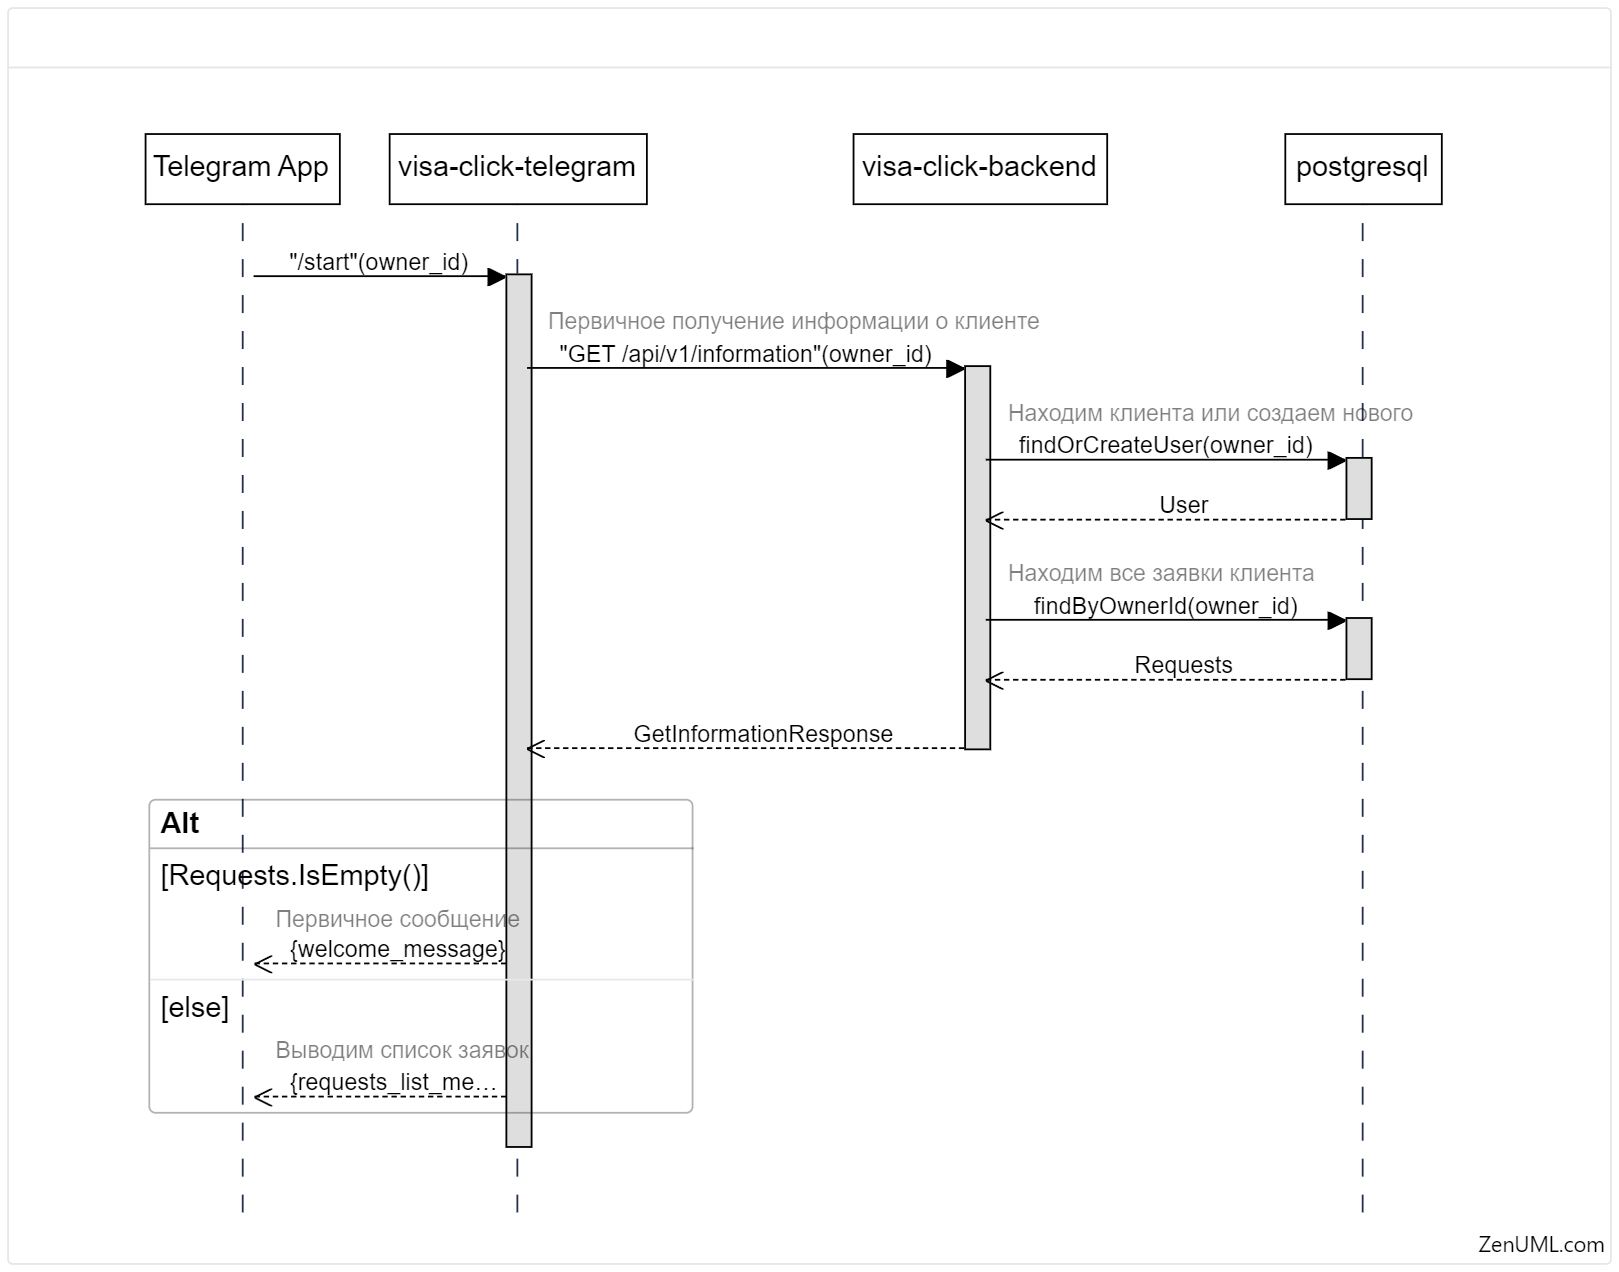 Telegram App
visa-click-telegram
visa-click-backend
postgresql
"/start"(owner_id)
Первичное получение информации о клиенте
"GET /api/v1/information"(owner_id)
Находим клиента или создаем нового
findOrCreateUser(owner_id)
User
Находим все заявки клиента
findByOwnerId(owner_id)
Requests
GetInformationResponse
Alt
[Requests.IsEmpty()]
Первичное сообщение
{welcome_message}
[else]
Выводим список заявок
{requests_list_me...
ZenUML.com